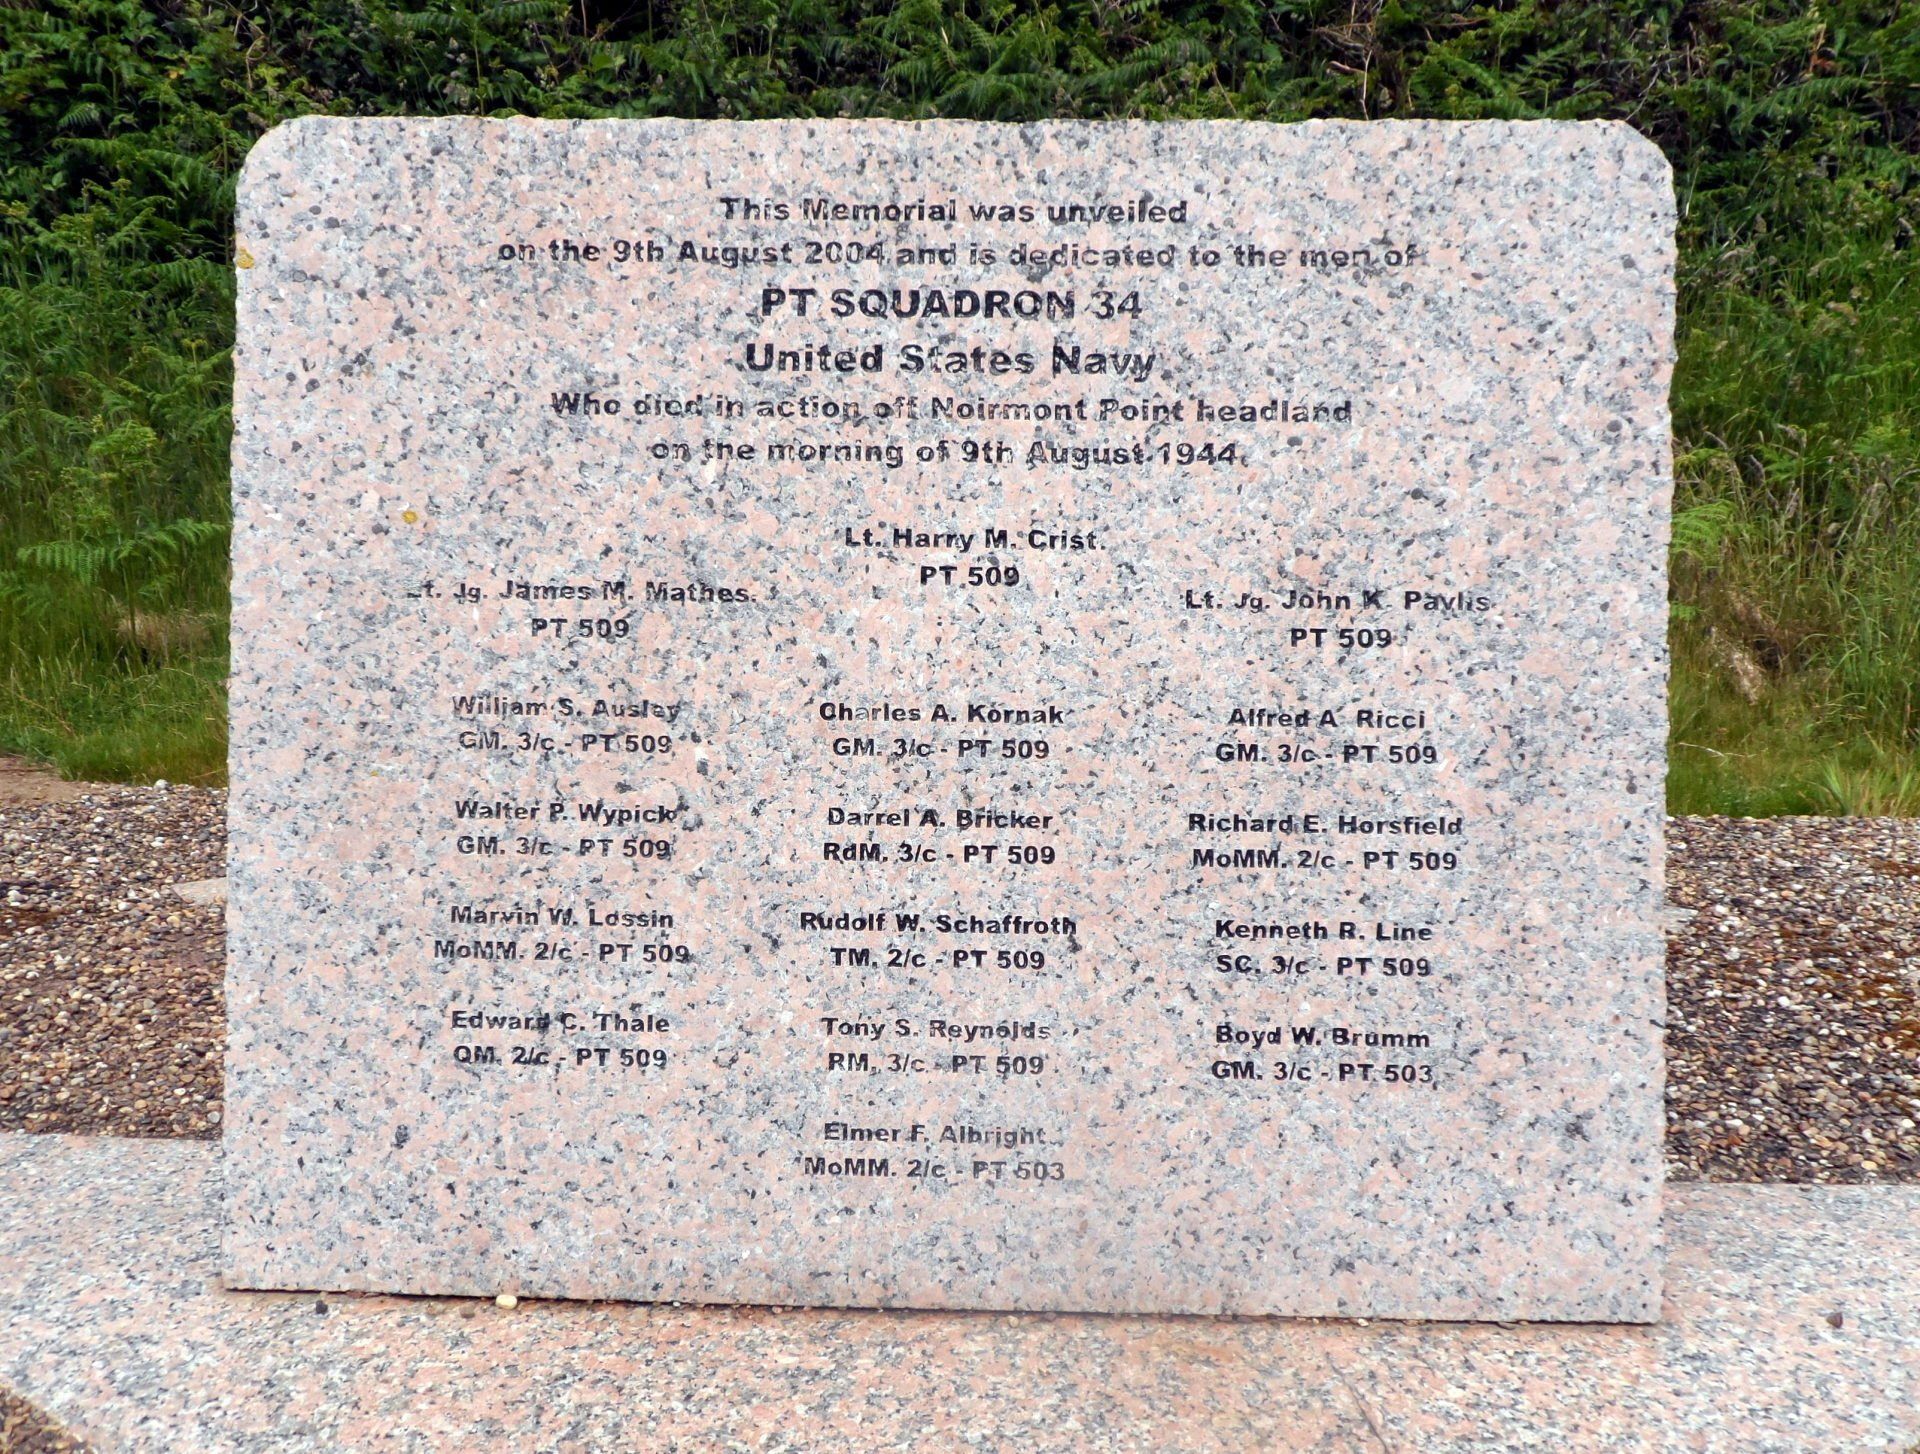 This Memorial was unveiled
on the 9th August 2004 and is dedicated to the men of
PT SQUADRON 34
United States Navy
Who died in action off Noirmont Point headland
on the morning of 9th August 1944.
Lt. Harry M. Crist.
PT 509
Lt. Jg. James M. Mathes.
PT 509
Lt. Jg. John K. Pavlis
PT 509
William S. Ausley
GM. 3/c - PT 509
Charles A. Kornak
GM. 3/c - PT 509
Alfred A. Ricci
GM. 3/c - PT 509
Walter P. Wypick
GM. 3/c - PT 509
Darrel A. Bricker
RdM. 3/c - PT 509
Richard E. Horsfield
MoMM. 2/c - PT 509
Marvin W. Lossin
MoMM. 2/c - PT 509
Rudolf W. Schaffroth
TM. 2/c - PT 509
Kenneth R. Line
SC. 3/c - PT 509
Edward C. Thale
QM. 2/c - PT 509
Tony S. Reynolds
RM. 3/c - PT 509
Boyd W. Brumm
GM. 3/c - PT 503
Elmer F. Albright
MoMM. 2/c - PT 503